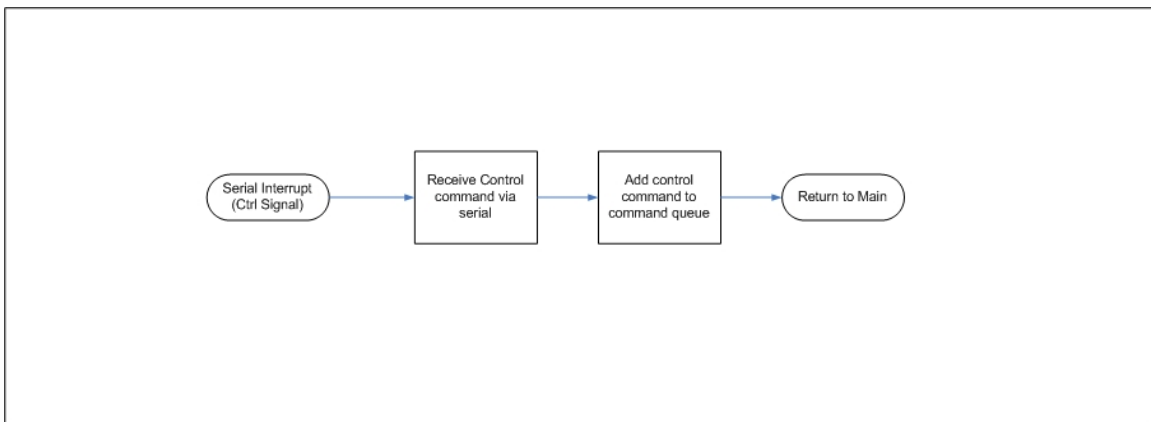 Serial Interrupt
(Ctrl Signal)
Receive Control
command via
serial
Add control
command to
command queue
Return to Main